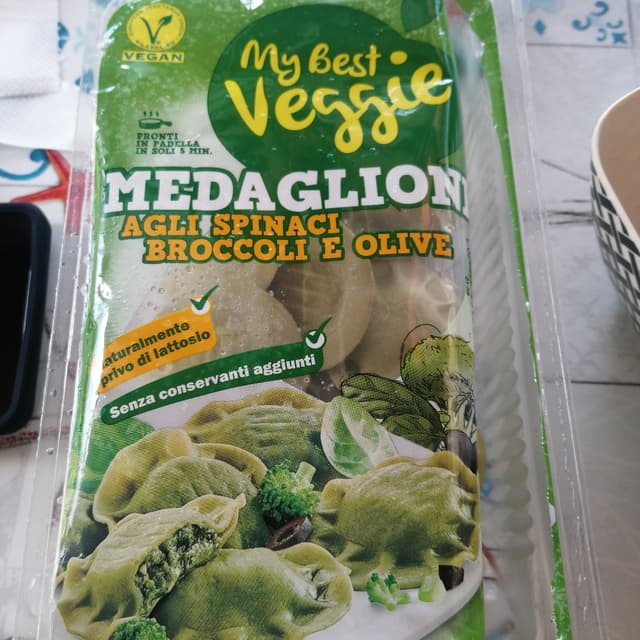 VEGAN
My Best
Veggie
PRONTI
IN PADELLA
IN SOLI 5 MIN.
MEDAGLION
AGLI SPINACI
BROCCOLI E OLIVE
naturalmente
privo di lattosio
Senza conservanti aggiunti